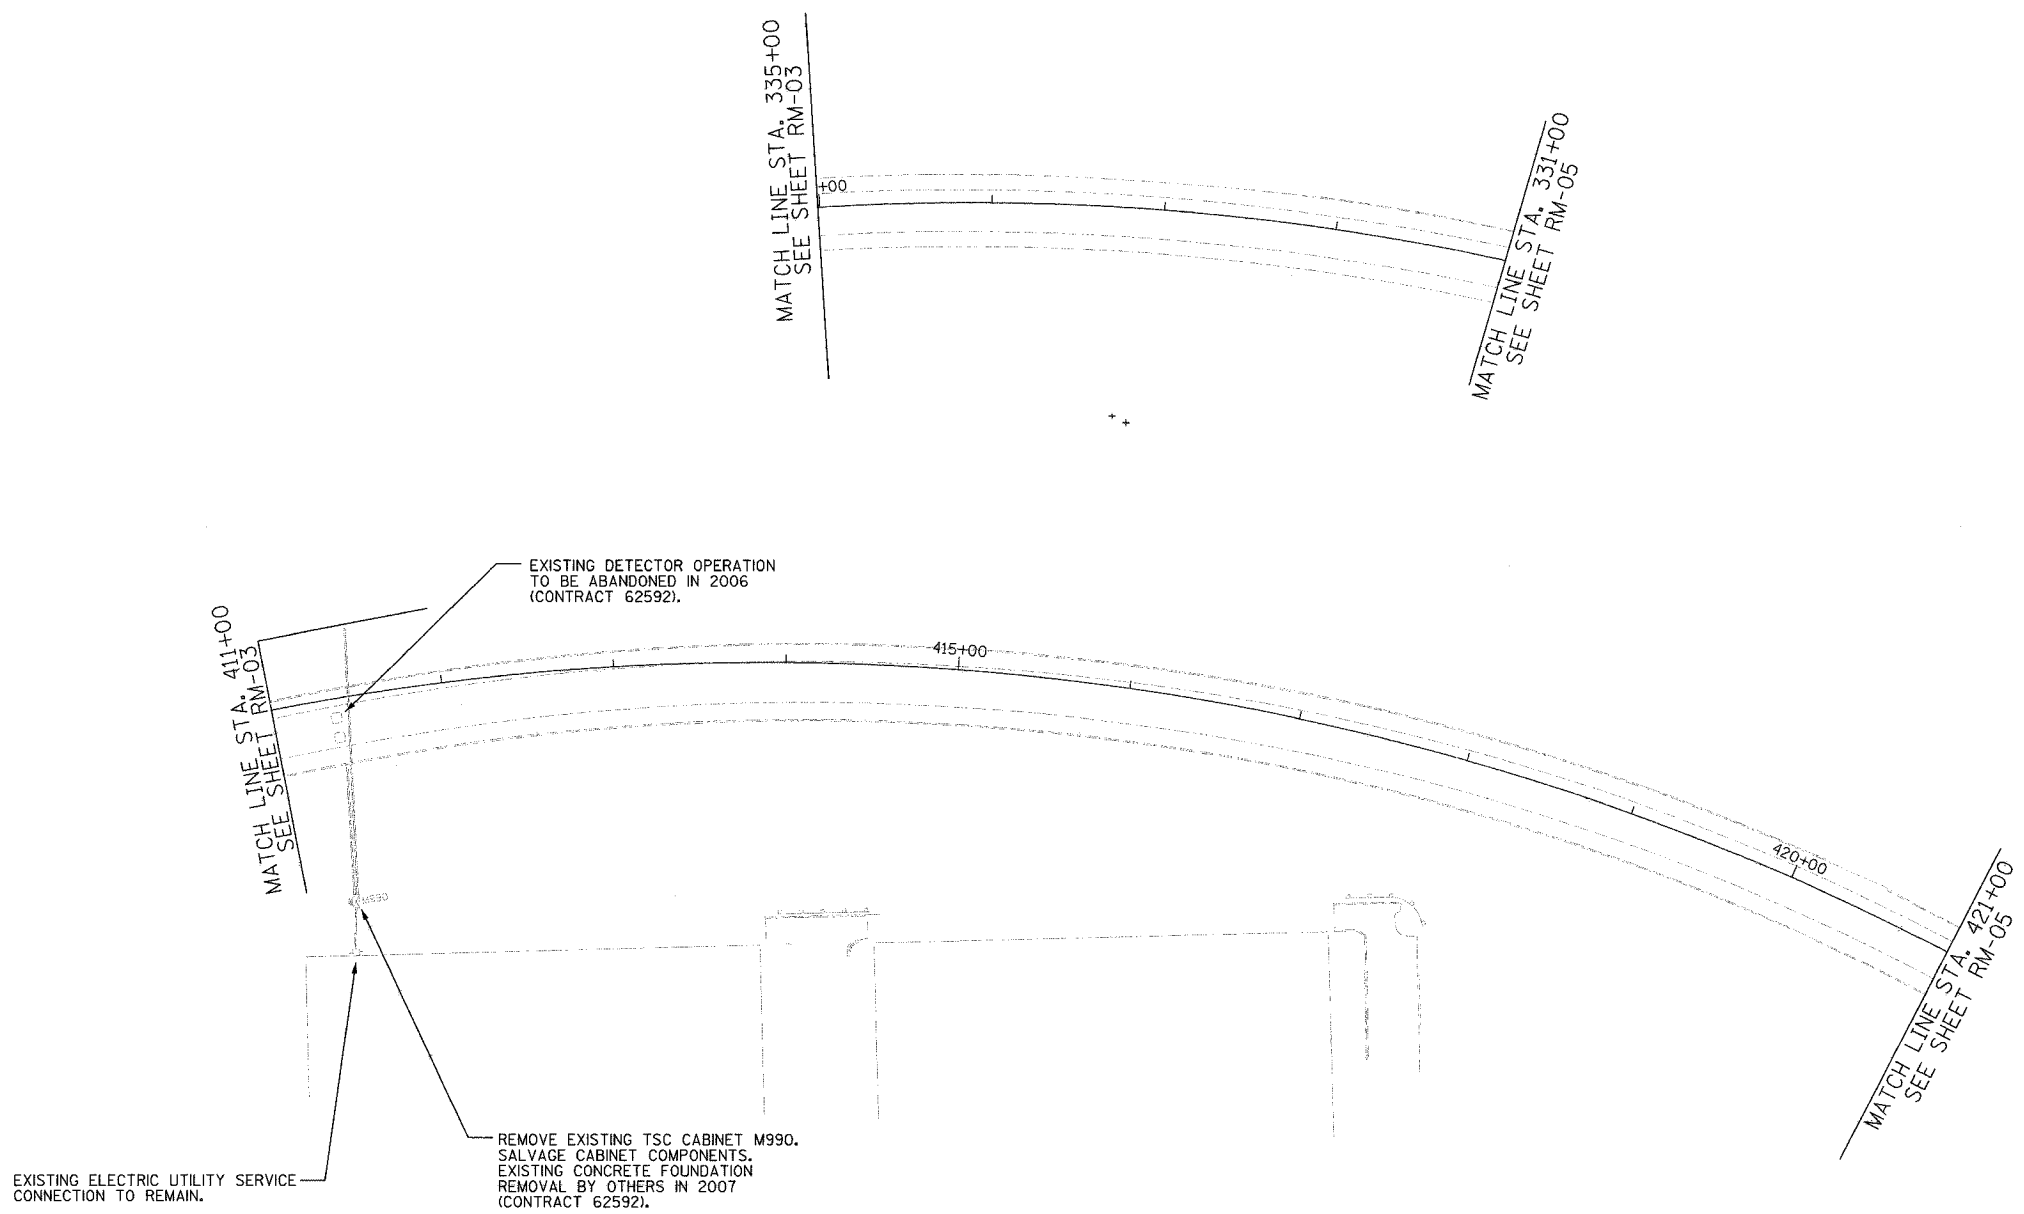 MATCH LINE STA. 335+00
SEE SHEET RM-03
+00
MATCH LINE STA. 331+00
SEE SHEET RM-05
EXISTING DETECTOR OPERATION
TO BE ABANDONED IN 2006
(CONTRACT 62592).
MATCH LINE STA. 411+00
SEE SHEET RM-03
415+00
420+00
MATCH LINE STA. 421+00
SEE SHEET RM-05
REMOVE EXISTING TSC CABINET M990.
SALVAGE CABINET COMPONENTS.
EXISTING CONCRETE FOUNDATION
REMOVAL BY OTHERS IN 2007
(CONTRACT 62592).
EXISTING ELECTRIC UTILITY SERVICE
CONNECTION TO REMAIN.